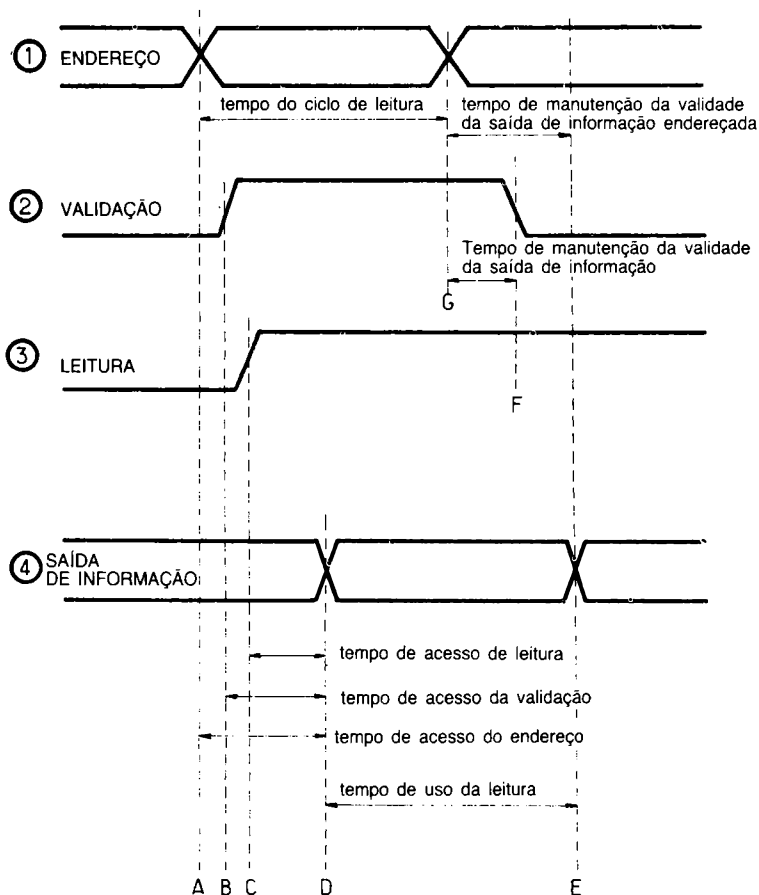 1 ENDEREÇO
tempo do ciclo de leitura
tempo de manutenção da validade
da saída de informação endereçada
2 VALIDAÇÃO
Tempo de manutenção da validade
da saída de informação
G
3 LEITURA
F
4 SAÍDA
DE INFORMAÇÃO
tempo de acesso de leitura
tempo de acesso da validação
tempo de acesso do endereço
tempo de uso da leitura
A B C D E